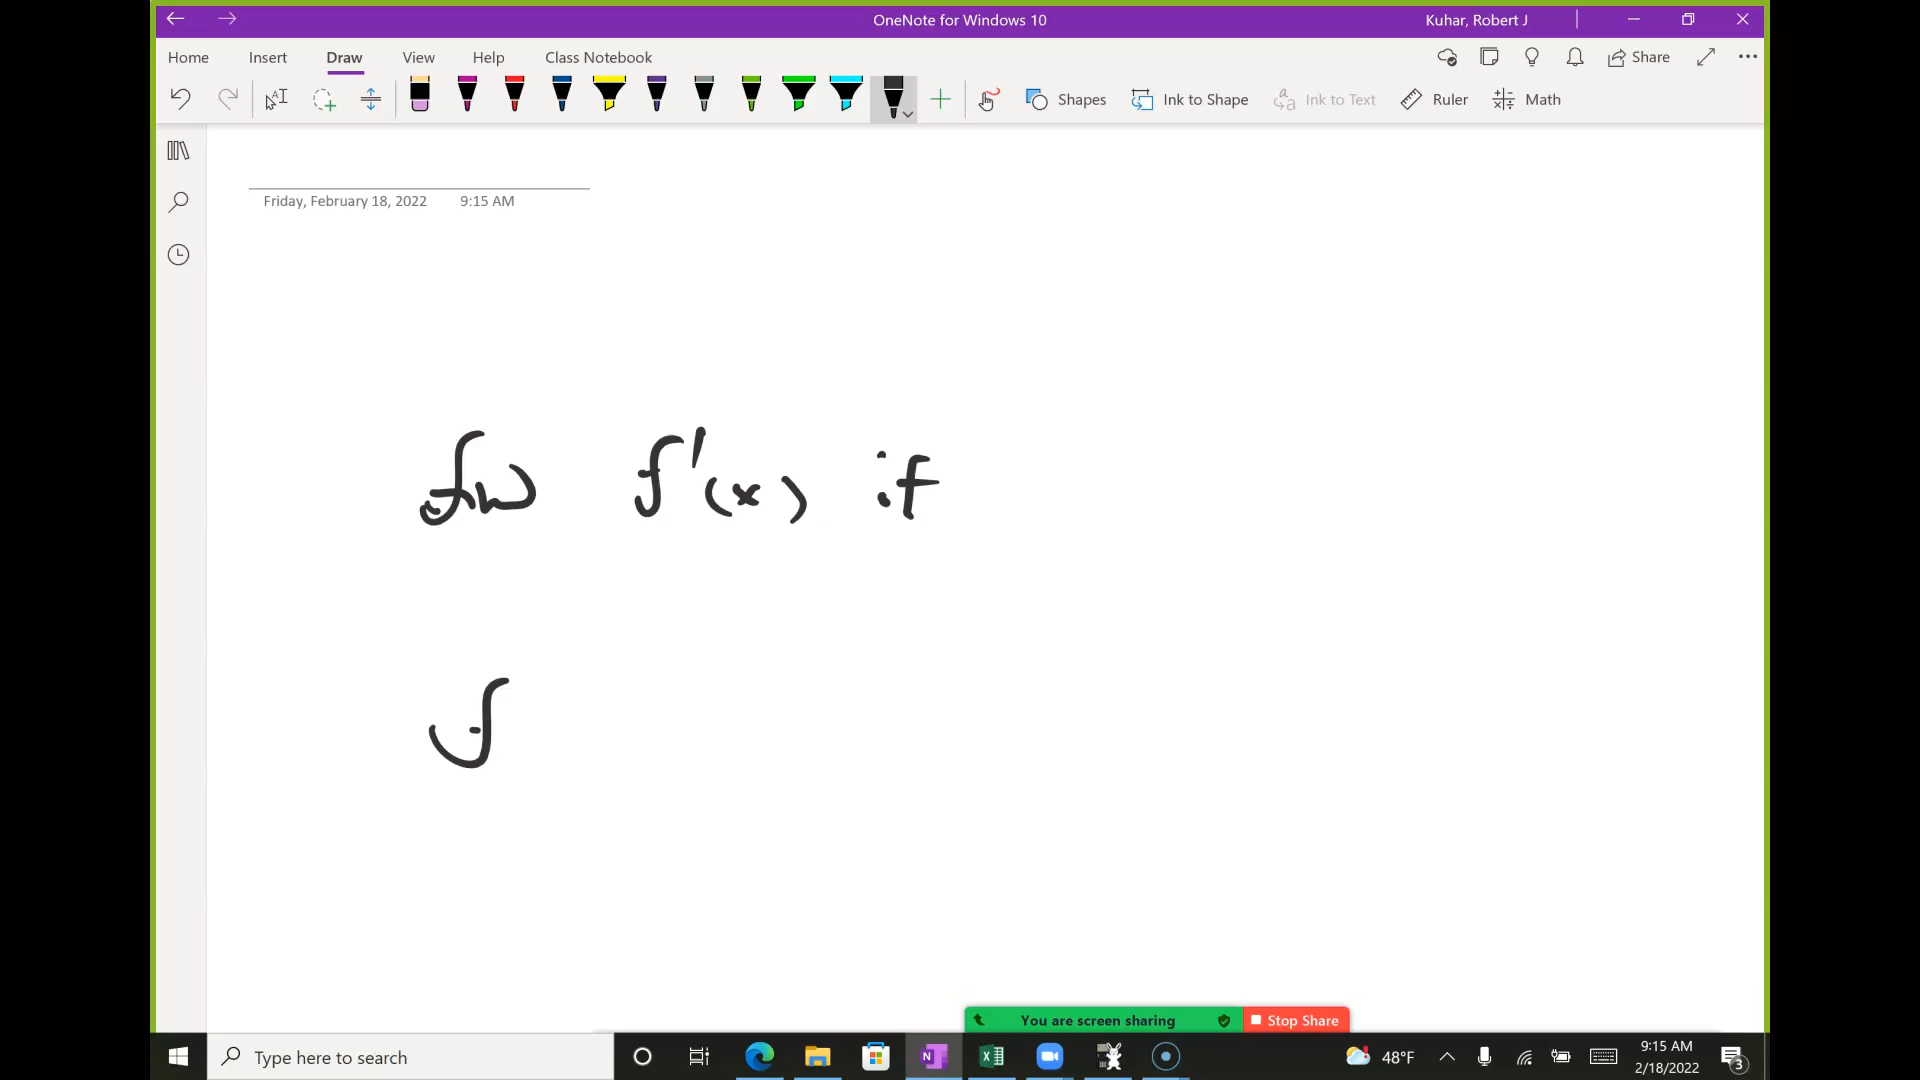 OneNote for Windows 10 Kuhar, Robert J
Home Insert Draw View Help Class Notebook Share
Shapes Ink to Shape Ink to Text Ruler Math
Friday, February 18, 2022 9:15 AM
f'(x) if
f
You are screen sharing Stop Share
Type here to search 48°F 9:15 AM
2/18/2022 3